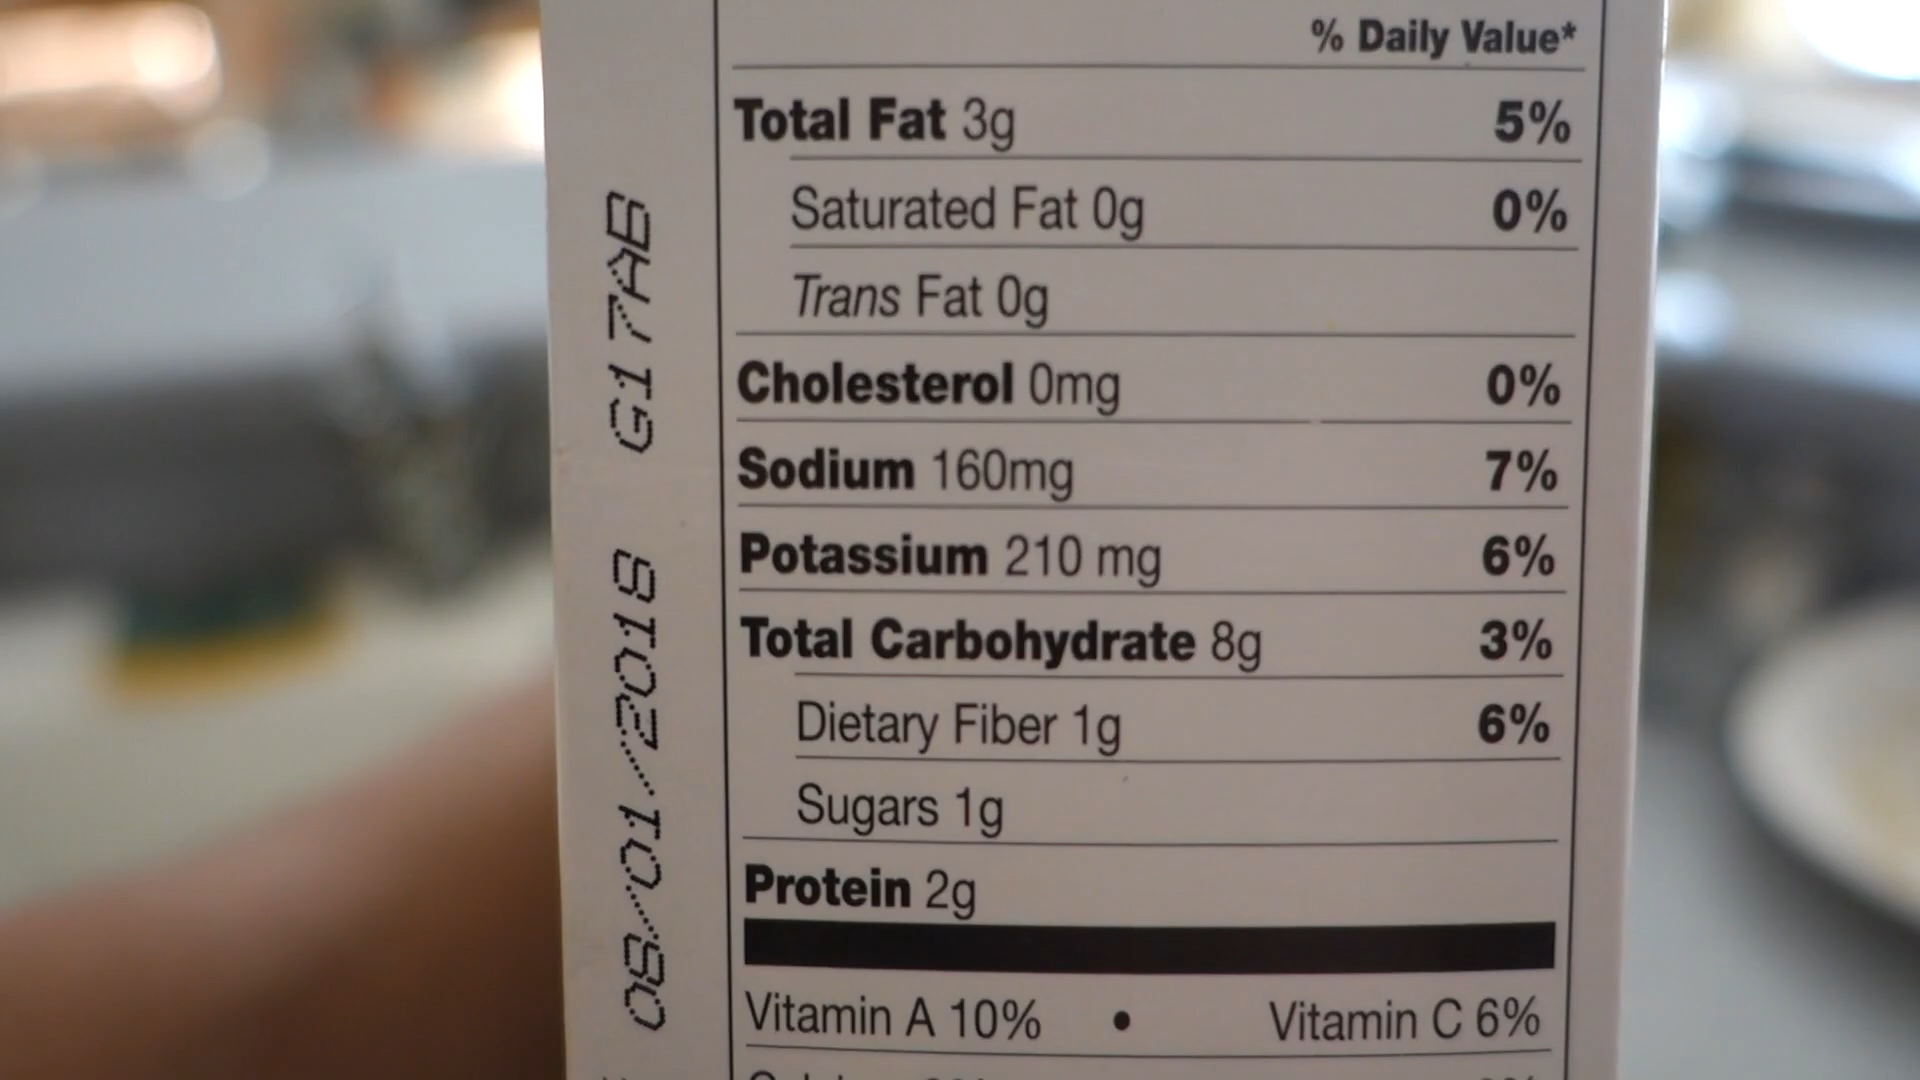 % Daily Value*
Total Fat 3g 5%
Saturated Fat 0g 0%
Trans Fat 0g
Cholesterol 0mg 0%
Sodium 160mg 7%
Potassium 210 mg 6%
Total Carbohydrate 8g 3%
Dietary Fiber 1g 6%
Sugars 1g
Protein 2g
Vitamin A 10% • Vitamin C 6%
08/01/2018 G17AB